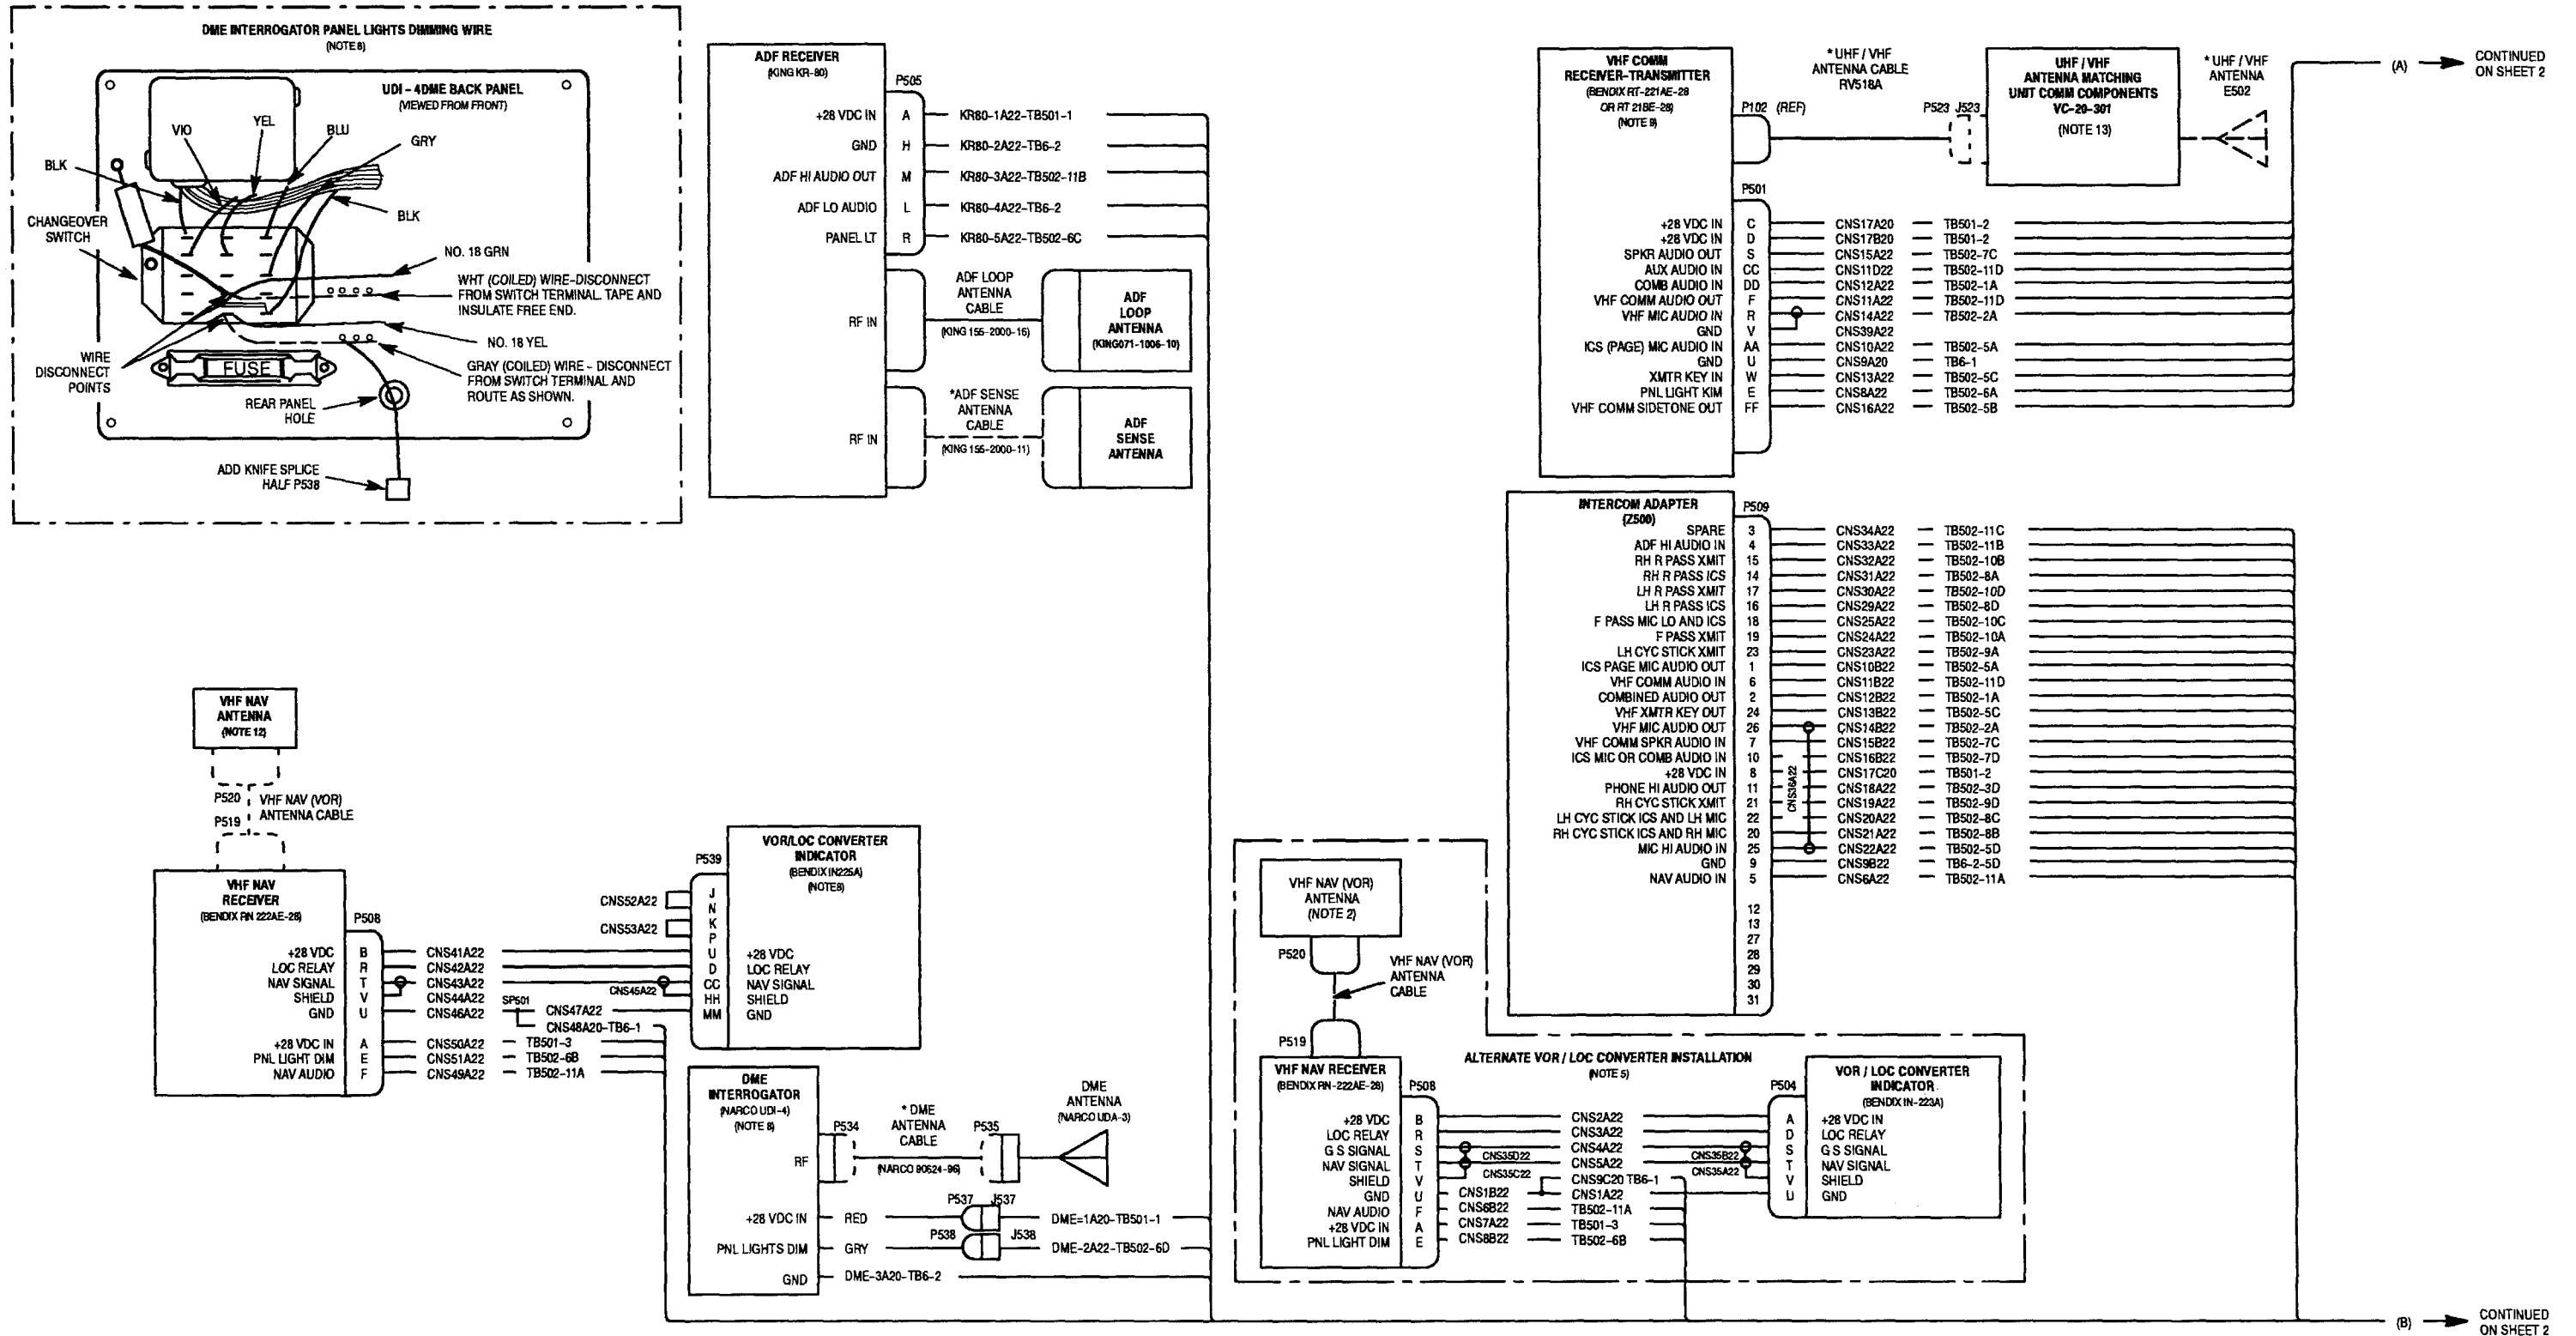 DME INTERROGATOR PANEL LIGHTS DIMMING WIRE
(NOTE 8)
UDI - 4DME BACK PANEL
(VIEWED FROM FRONT)
VIO
YEL
BLU
GRY
BLK
BLK
CHANGEOVER
SWITCH
NO. 18 GRN
WHT (COILED) WIRE-DISCONNECT
FROM SWITCH TERMINAL. TAPE AND
INSULATE FREE END.
NO. 18 YEL
WIRE
DISCONNECT
POINTS
FUSE
GRAY (COILED) WIRE - DISCONNECT
FROM SWITCH TERMINAL AND
ROUTE AS SHOWN.
REAR PANEL
HOLE
ADD KNIFE SPLICE
HALF P538
ADF RECEIVER
(KING KR-80)
P505
+28 VDC IN A KR80-1A22-TB501-1
GND H KR80-2A22-TB6-2
ADF HI AUDIO OUT M KR80-3A22-TB502-11B
ADF LO AUDIO L KR80-4A22-TB6-2
PANEL LT R KR80-5A22-TB502-6C
RF IN
ADF LOOP
ANTENNA
CABLE
(KING 155-2000-16)
ADF
LOOP
ANTENNA
(KING071-1006-10)
RF IN
*ADF SENSE
ANTENNA
CABLE
(KING 155-2000-11)
ADF
SENSE
ANTENNA
VHF COMM
RECEIVER-TRANSMITTER
(BENDIX RT-221AE-28
OR RT 21BE-28)
(NOTE 9)
P102 (REF)
* UHF / VHF
ANTENNA CABLE
RV518A
P523 J523
UHF / VHF
ANTENNA MATCHING
UNIT COMM COMPONENTS
VC-20-301
(NOTE 13)
* UHF / VHF
ANTENNA
E502
(A)
CONTINUED
ON SHEET 2
P501
+28 VDC IN C CNS17A20 TB501-2
+28 VDC IN D CNS17B20 TB501-2
SPKR AUDIO OUT S CNS15A22 TB502-7C
AUX AUDIO IN CC CNS11D22 TB502-11D
COMB AUDIO IN DD CNS12A22 TB502-1A
VHF COMM AUDIO OUT F CNS11A22 TB502-11D
VHF MIC AUDIO IN R CNS14A22 TB502-2A
GND V CNS39A22
ICS (PAGE) MIC AUDIO IN AA CNS10A22 TB502-5A
GND U CNS9A20 TB6-1
XMTR KEY IN W CNS13A22 TB502-5C
PNL LIGHT KIM E CNS8A22 TB502-6A
VHF COMM SIDETONE OUT FF CNS16A22 TB502-5B
INTERCOM ADAPTER
(Z500)
P509
SPARE 3 CNS34A22 TB502-11C
ADF HI AUDIO IN 4 CNS33A22 TB502-11B
RH R PASS XMIT 15 CNS32A22 TB502-10B
RH R PASS ICS 14 CNS31A22 TB502-8A
LH R PASS XMIT 17 CNS30A22 TB502-10D
LH R PASS ICS 16 CNS29A22 TB502-8D
F PASS MIC LO AND ICS 18 CNS25A22 TB502-10C
F PASS XMIT 19 CNS24A22 TB502-10A
LH CYC STICK XMIT 23 CNS23A22 TB502-9A
ICS PAGE MIC AUDIO OUT 1 CNS10B22 TB502-5A
VHF COMM AUDIO IN 6 CNS11B22 TB502-11D
COMBINED AUDIO OUT 2 CNS12B22 TB502-1A
VHF XMTR KEY OUT 24 CNS13B22 TB502-5C
VHF MIC AUDIO OUT 26 CNS14B22 TB502-2A
VHF COMM SPKR AUDIO IN 7 CNS15B22 TB502-7C
ICS MIC OR COMB AUDIO IN 10 CNS16B22 TB502-7D
+28 VDC IN 8 CNS17C20 TB501-2
PHONE HI AUDIO OUT 11 CNS18A22 TB502-3D
RH CYC STICK XMIT 21 CNS19A22 TB502-9D
LH CYC STICK ICS AND LH MIC 22 CNS20A22 TB502-8C
RH CYC STICK ICS AND RH MIC 20 CNS21A22 TB502-8B
MIC HI AUDIO IN 25 CNS22A22 TB502-5D
GND 9 CNS9B22 TB6-2-5D
NAV AUDIO IN 5 CNS6A22 TB502-11A
CNS36A22
12
13
27
28
29
30
31
VHF NAV
ANTENNA
(NOTE 12)
P520
VHF NAV (VOR)
ANTENNA CABLE
P519
VHF NAV
RECEIVER
(BENDIX RN 222AE-28)
P508
+28 VDC B CNS41A22
LOC RELAY R CNS42A22
NAV SIGNAL T CNS43A22
SHIELD V CNS44A22
GND U CNS46A22
SP501
CNS47A22
CNS48A20-TB6-1
+28 VDC IN A CNS50A22 TB501-3
PNL LIGHT DIM E CNS51A22 TB502-6B
NAV AUDIO F CNS49A22 TB502-11A
VOR/LOC CONVERTER
INDICATOR
(BENDIX IN225A)
(NOTE8)
P539
CNS52A22
CNS53A22
CNS45A22
J
N
K
P
U +28 VDC
D LOC RELAY
CC NAV SIGNAL
HH SHIELD
MM GND
DME
INTERROGATOR
(NARCO UDI-4)
(NOTE 8)
RF
P534
* DME
ANTENNA
CABLE
(NARCO 90624-96)
P535
DME
ANTENNA
(NARCO UDA-3)
P537 J537
+28 VDC IN RED DME=1A20-TB501-1
P538 J538
PNL LIGHTS DIM GRY DME-2A22-TB502-6D
GND DME-3A20-TB6-2
VHF NAV (VOR)
ANTENNA
(NOTE 2)
P520
VHF NAV (VOR)
ANTENNA
CABLE
P519
ALTERNATE VOR / LOC CONVERTER INSTALLATION
(NOTE 5)
VHF NAV RECEIVER
(BENDIX RN-222AE-28)
P508
+28 VDC B CNS2A22
LOC RELAY R CNS3A22
G S SIGNAL S CNS4A22
CNS35D22 CNS35B22
NAV SIGNAL T CNS5A22
CNS35C22 CNS35A22
SHIELD V CNS9C20 TB6-1
GND U CNS1B22 CNS1A22
NAV AUDIO F CNS6B22 TB502-11A
+28 VDC IN A CNS7A22 TB501-3
PNL LIGHT DIM E CNS8B22 TB502-6B
P504
VOR / LOC CONVERTER
INDICATOR
(BENDIX IN-223A)
A +28 VDC IN
D LOC RELAY
S G S SIGNAL
T NAV SIGNAL
V SHIELD
U GND
(B)
CONTINUED
ON SHEET 2